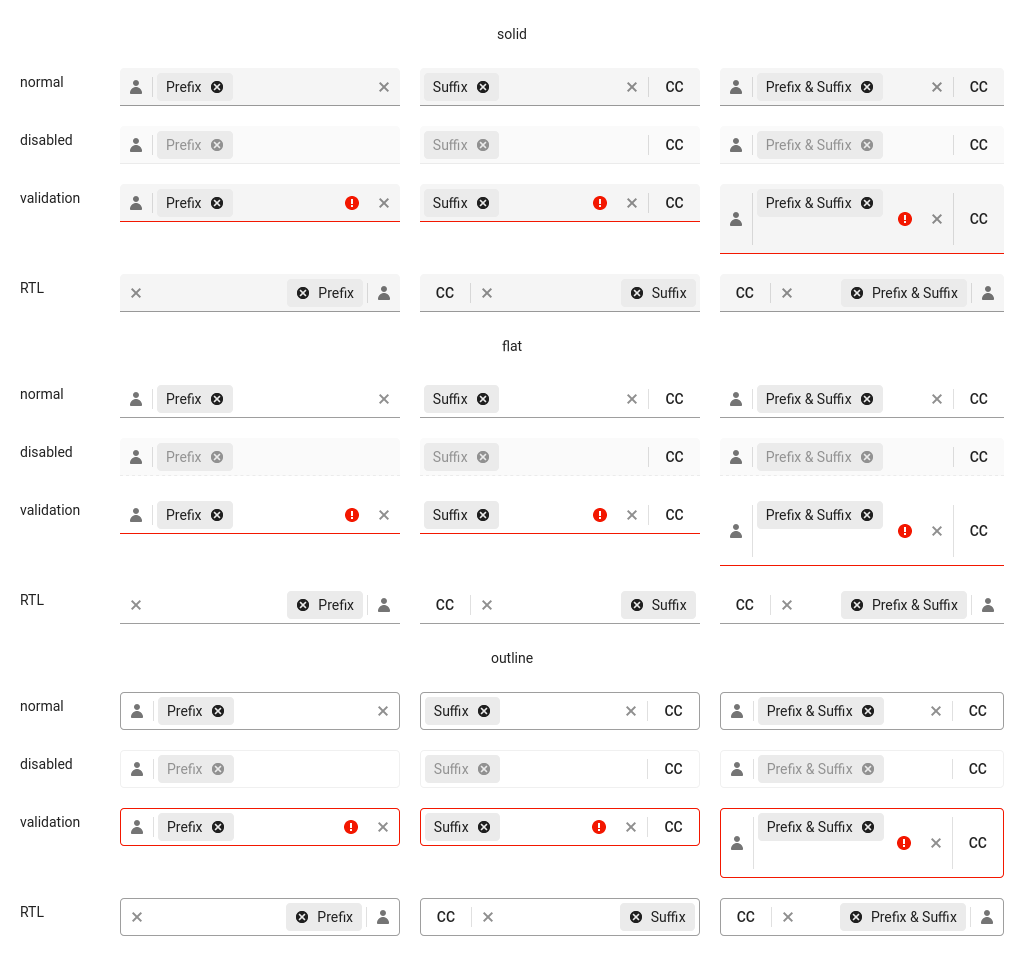 solid
normal Prefix Suffix CC Prefix & Suffix CC
disabled Prefix Suffix CC Prefix & Suffix CC
validation Prefix Suffix CC Prefix & Suffix CC
RTL Prefix CC Suffix CC Prefix & Suffix
flat
normal Prefix Suffix CC Prefix & Suffix CC
disabled Prefix Suffix CC Prefix & Suffix CC
validation Prefix Suffix CC Prefix & Suffix CC
RTL Prefix CC Suffix CC Prefix & Suffix
outline
normal Prefix Suffix CC Prefix & Suffix CC
disabled Prefix Suffix CC Prefix & Suffix CC
validation Prefix Suffix CC Prefix & Suffix CC
RTL Prefix CC Suffix CC Prefix & Suffix